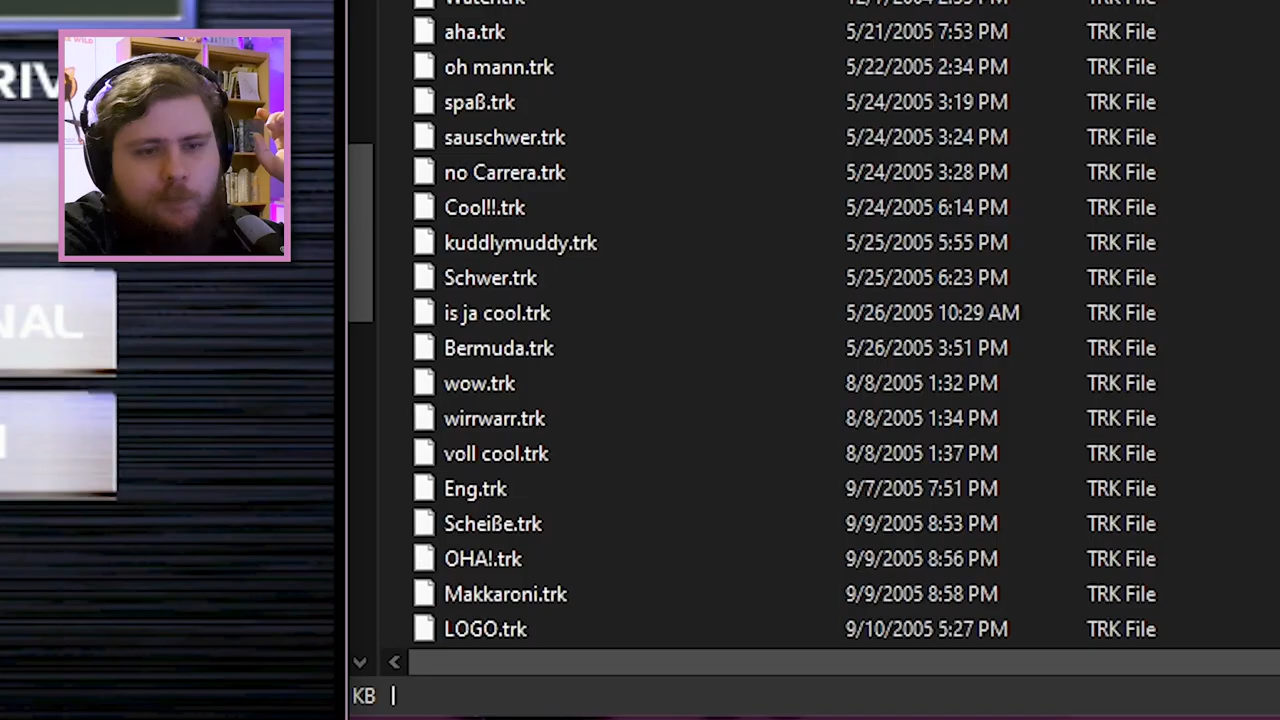 aha.trk 5/21/2005 7:53 PM TRK File
oh mann.trk 5/22/2005 2:34 PM TRK File
spaß.trk 5/24/2005 3:19 PM TRK File
sauschwer.trk 5/24/2005 3:24 PM TRK File
no Carrera.trk 5/24/2005 3:28 PM TRK File
Cool!!.trk 5/24/2005 6:14 PM TRK File
kuddlymuddy.trk 5/25/2005 5:55 PM TRK File
Schwer.trk 5/25/2005 6:23 PM TRK File
is ja cool.trk 5/26/2005 10:29 AM TRK File
Bermuda.trk 5/26/2005 3:51 PM TRK File
wow.trk 8/8/2005 1:32 PM TRK File
wirrwarr.trk 8/8/2005 1:34 PM TRK File
voll cool.trk 8/8/2005 1:37 PM TRK File
Eng.trk 9/7/2005 7:51 PM TRK File
Scheiße.trk 9/9/2005 8:53 PM TRK File
OHA!.trk 9/9/2005 8:56 PM TRK File
Makkaroni.trk 9/9/2005 8:58 PM TRK File
LOGO.trk 9/10/2005 5:27 PM TRK File
KB
RIV
NAL